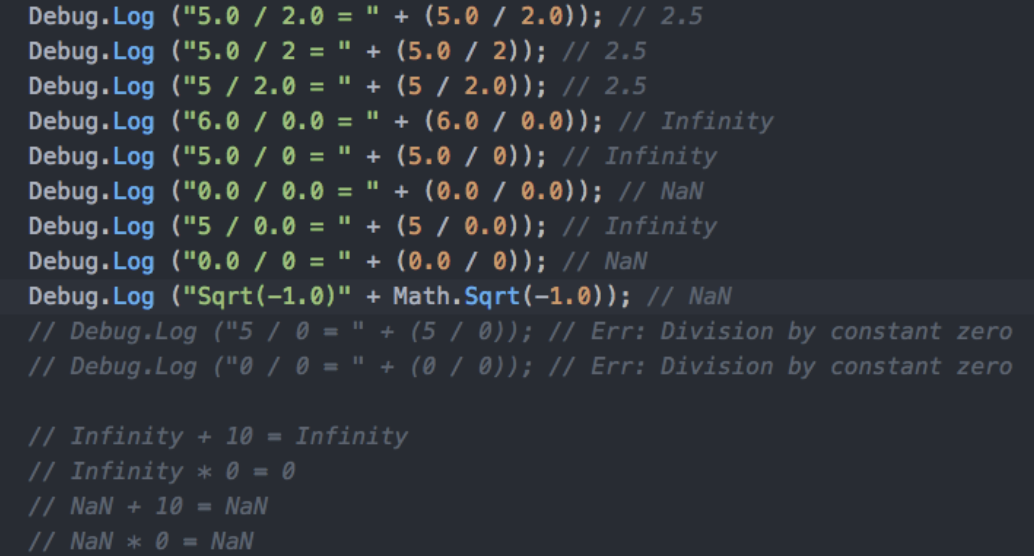 Debug.Log ("5.0 / 2.0 = " + (5.0 / 2.0)); // 2.5
Debug.Log ("5.0 / 2 = " + (5.0 / 2)); // 2.5
Debug.Log ("5 / 2.0 = " + (5 / 2.0)); // 2.5
Debug.Log ("6.0 / 0.0 = " + (6.0 / 0.0)); // Infinity
Debug.Log ("5.0 / 0 = " + (5.0 / 0)); // Infinity
Debug.Log ("0.0 / 0.0 = " + (0.0 / 0.0)); // NaN
Debug.Log ("5 / 0.0 = " + (5 / 0.0)); // Infinity
Debug.Log ("0.0 / 0 = " + (0.0 / 0)); // NaN
Debug.Log ("Sqrt(-1.0)" + Math.Sqrt(-1.0)); // NaN
// Debug.Log ("5 / 0 = " + (5 / 0)); // Err: Division by constant zero
// Debug.Log ("0 / 0 = " + (0 / 0)); // Err: Division by constant zero
// Infinity + 10 = Infinity
// Infinity * 0 = 0
// NaN + 10 = NaN
// NaN * 0 = NaN